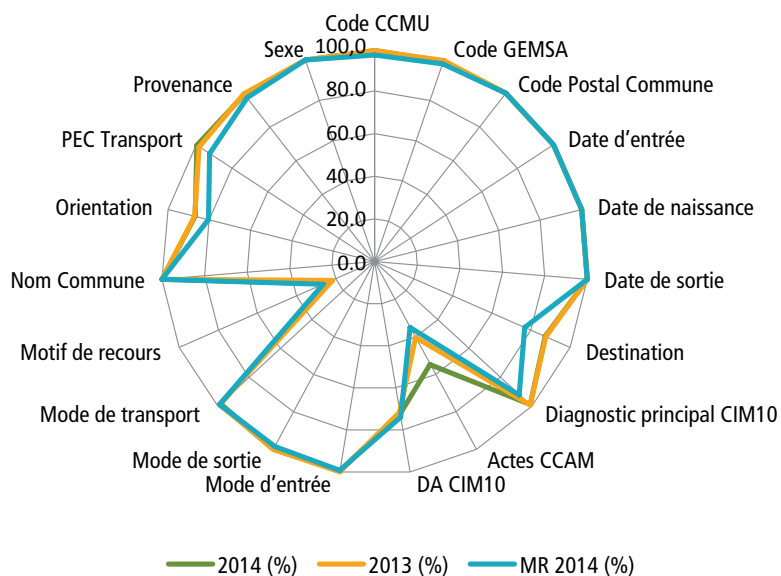 Code CCMU
100,0
Code GEMSA
Sexe
Code Postal Commune
Provenance
80.0
Date d'entrée
PEC Transport
60.0
40.0
Orientation
Date de naissance
20.0
0.0
Nom Commune
Date de sortie
Motif de recours
Destination
Mode de transport
Diagnostic principal CIM10
Mode de sortie
Actes CCAM
Mode d'entrée
DA CIM10
2014 (%) 2013 (%) MR 2014 (%)